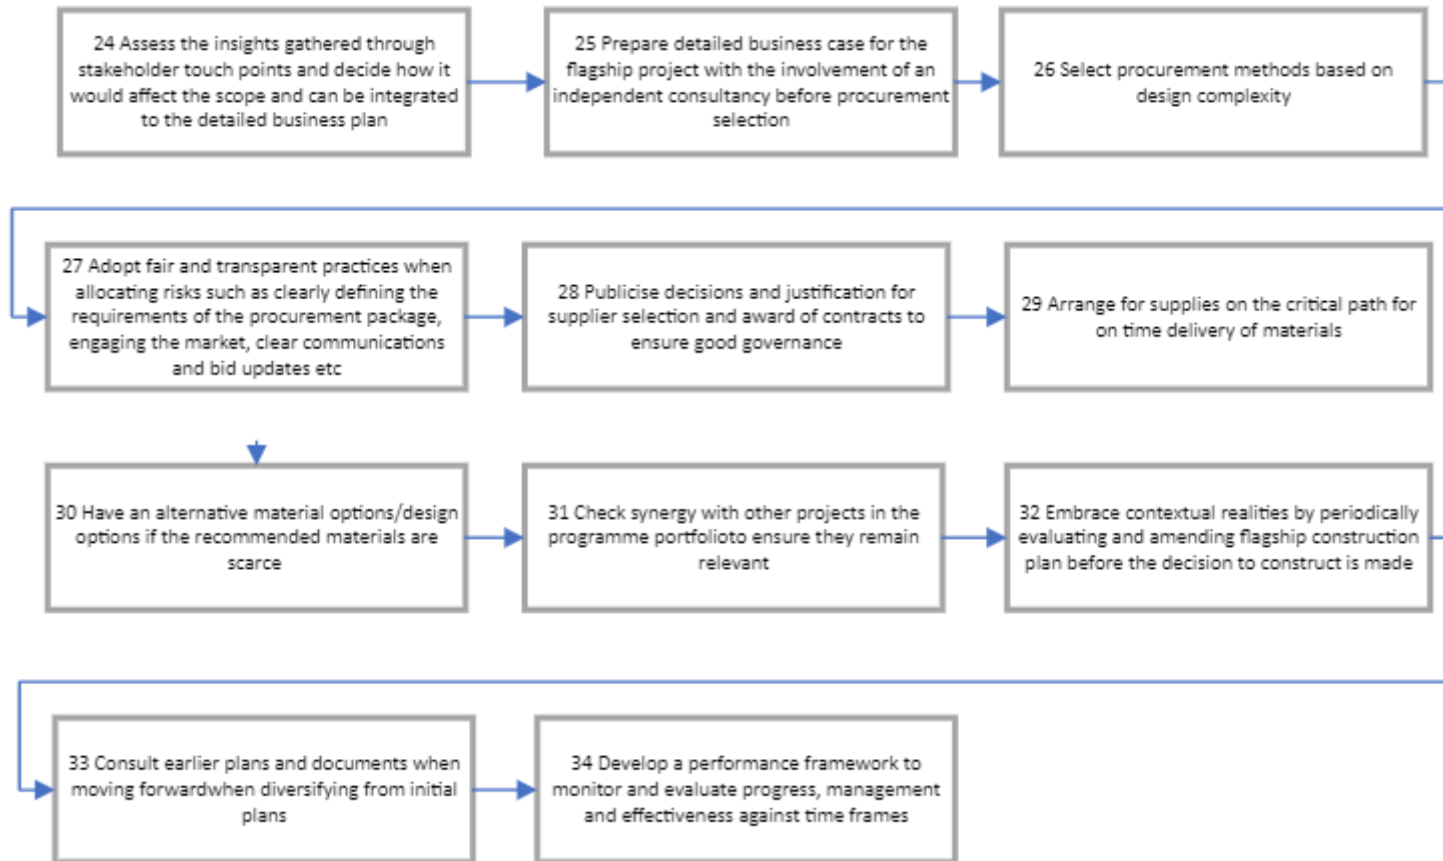 24 Assess the insights gathered through
stakeholder touch points and decide how it
would affect the scope and can be integrated
to the detailed business plan
25 Prepare detailed business case for the
flagship project with the involvement of an
independent consultancy before procurement
selection
26 Select procurement methods based on
design complexity
27 Adopt fair and transparent practices when
allocating risks such as clearly defining the
requirements of the procurement package,
engaging the market, clear communications
and bid updates etc
28 Publicise decisions and justification for
supplier selection and award of contracts to
ensure good governance
29 Arrange for supplies on the critical path for
on time delivery of materials
30 Have an alternative material options/design
options if the recommended materials are
scarce
31 Check synergy with other projects in the
programme portfolioto ensure they remain
relevant
32 Embrace contextual realities by periodically
evaluating and amending flagship construction
plan before the decision to construct is made
33 Consult earlier plans and documents when
moving forwardwhen diversifying from initial
plans
34 Develop a performance framework to
monitor and evaluate progress, management
and effectiveness against time frames